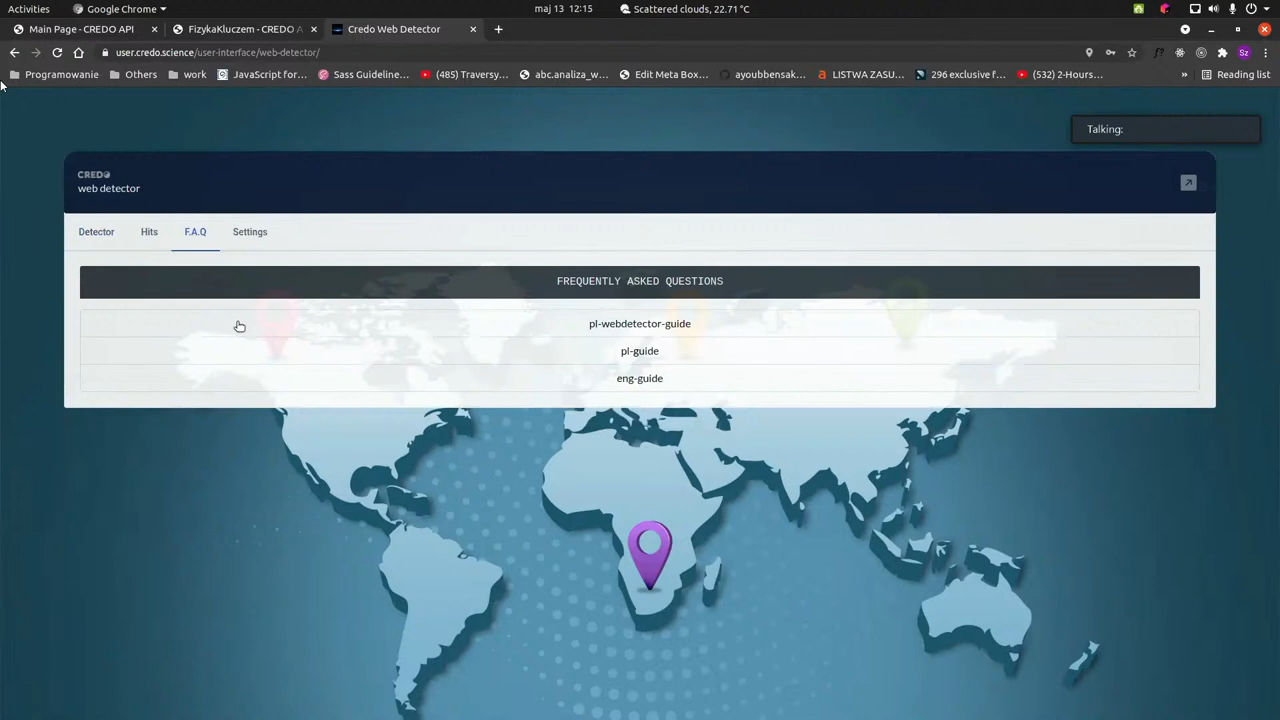 Activities
Google Chrome
maj 13 12:15
Scattered clouds, 22.71 °C
Main Page - CREDO API
FizykaKluczem - CREDO A
Credo Web Detector
user.credo.science/user-interface/web-detector/
Sz
Programowanie
Others
work
JavaScript for…
Sass Guideline…
(485) Traversy…
abc.analiza_w…
Edit Meta Box…
ayoubbensak…
LISTWA ZASU…
296 exclusive f…
(532) 2-Hours…
»
Reading list
Talking:
CREDO
web detector
Detector
Hits
F.A.Q
Settings
FREQUENTLY ASKED QUESTIONS
pl-webdetector-guide
pl-guide
eng-guide